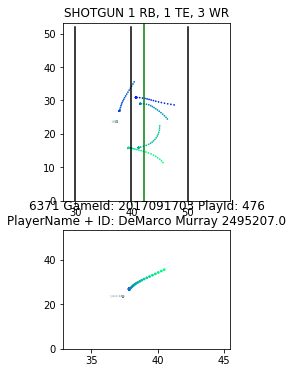 SHOTGUN 1 RB, 1 TE, 3 WR
50
40
30
20
10
0
30 40 50
6371 GameId: 2017091703 PlayId: 476
PlayerName + ID: DeMarco Murray 2495207.0
40
20
0
35 40 45